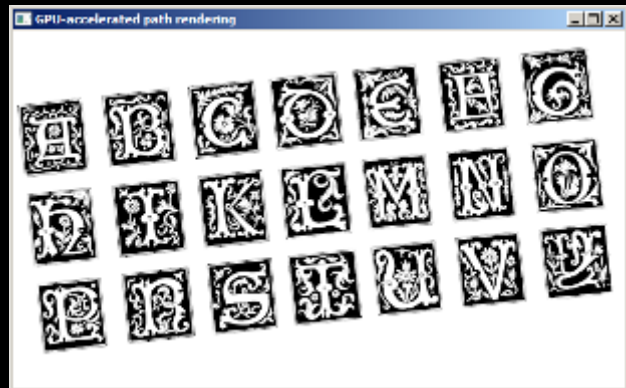 GPU-accelerated path rendering
A B C D E F G
H I K L M N O
P R S T U V Y